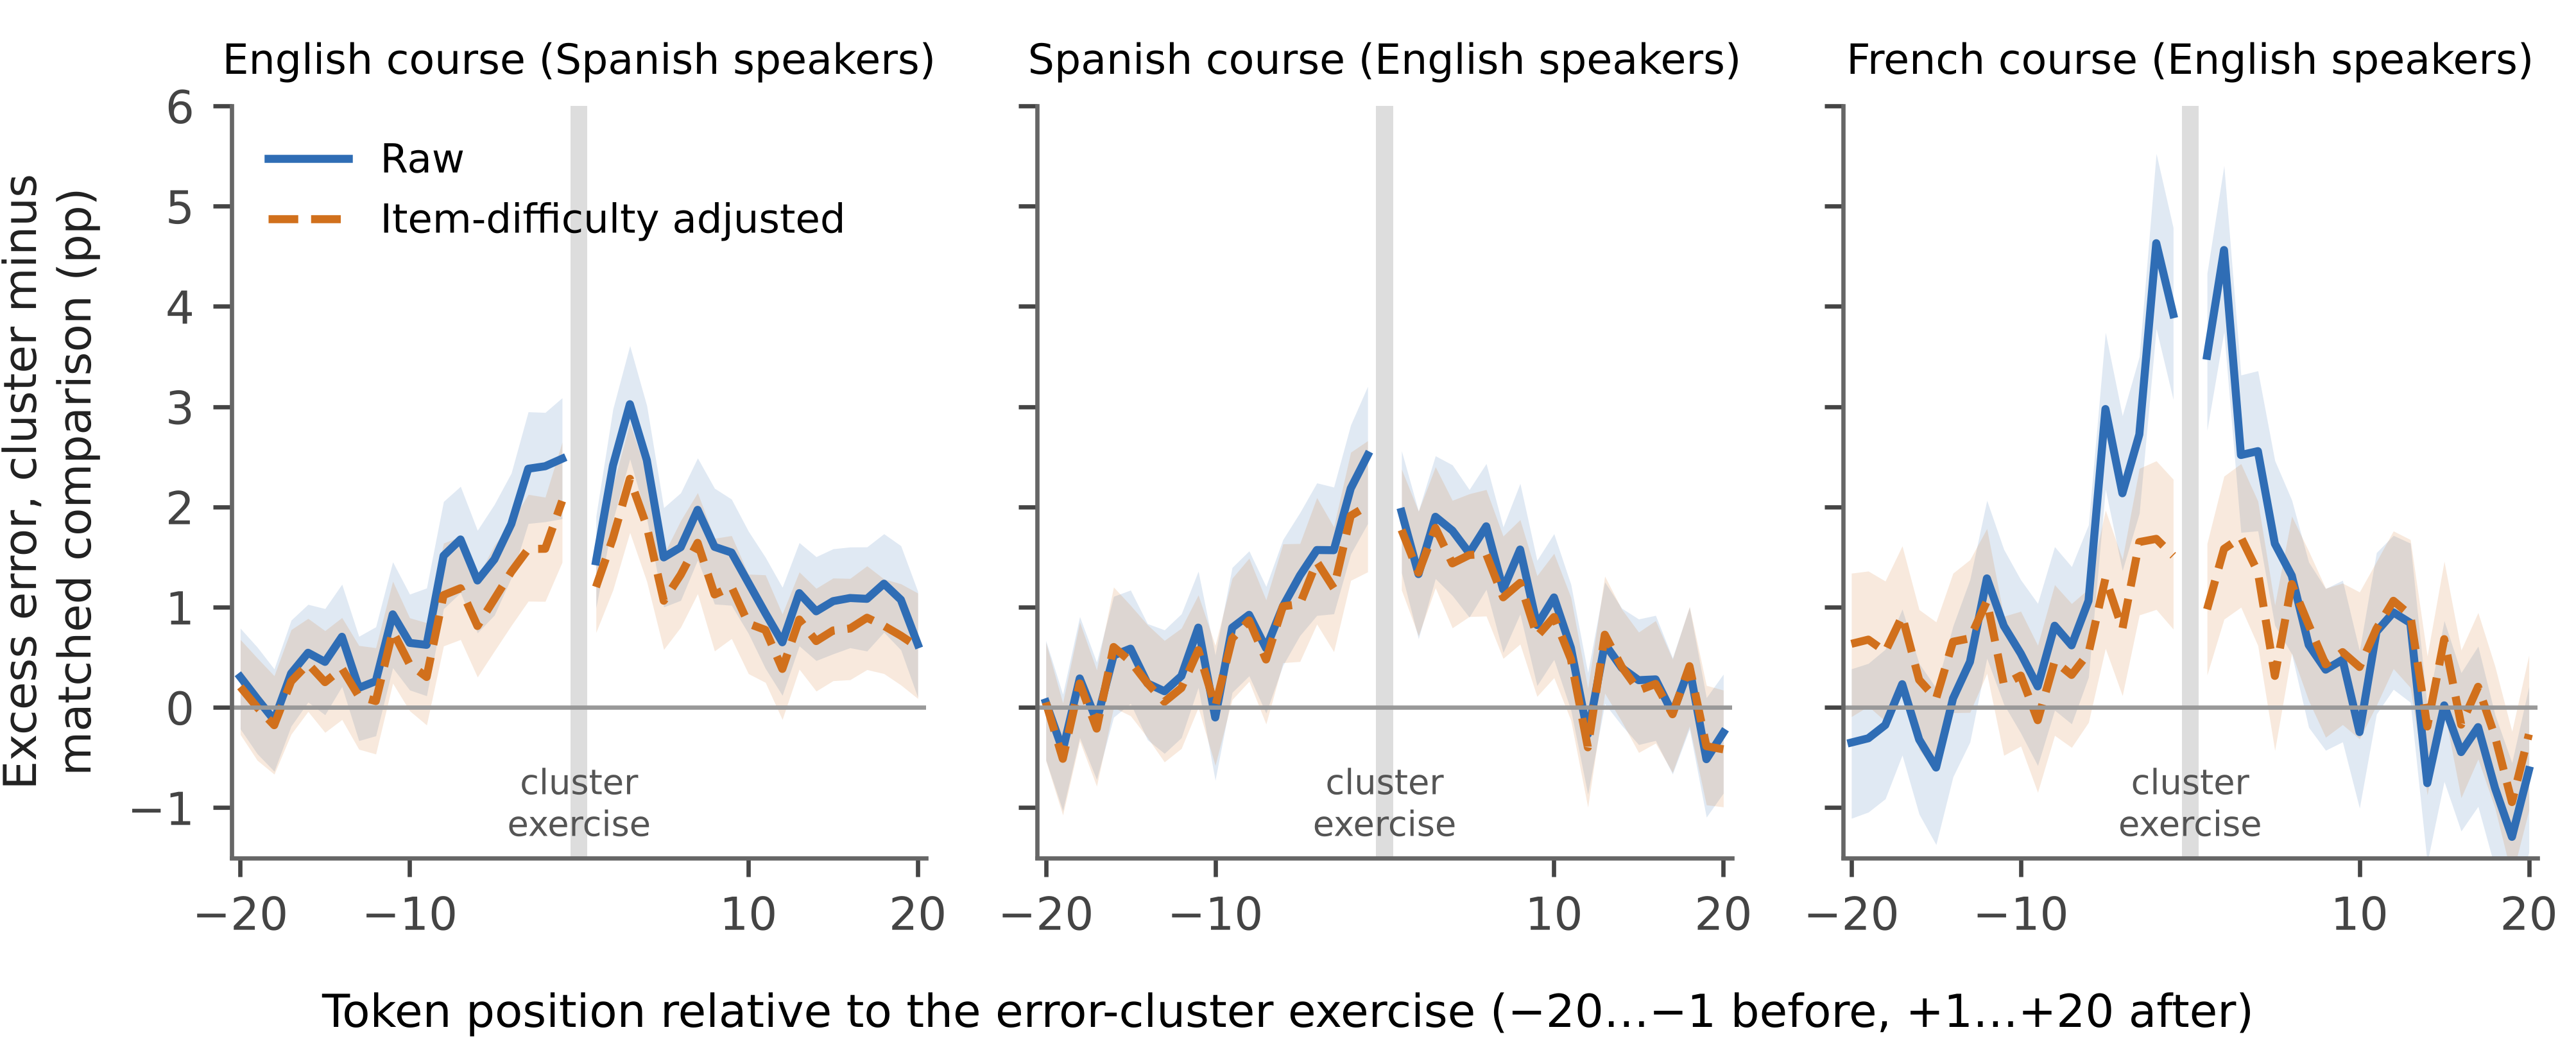 English course (Spanish speakers)
Spanish course (English speakers)
French course (English speakers)
Excess error, cluster minus
matched comparison (pp)
6
5
4
3
2
1
0
−1
Raw
Item-difficulty adjusted
cluster
exercise
cluster
exercise
cluster
exercise
−20
−10
10
20
−20
−10
10
20
−20
−10
10
20
Token position relative to the error-cluster exercise (−20...−1 before, +1...+20 after)